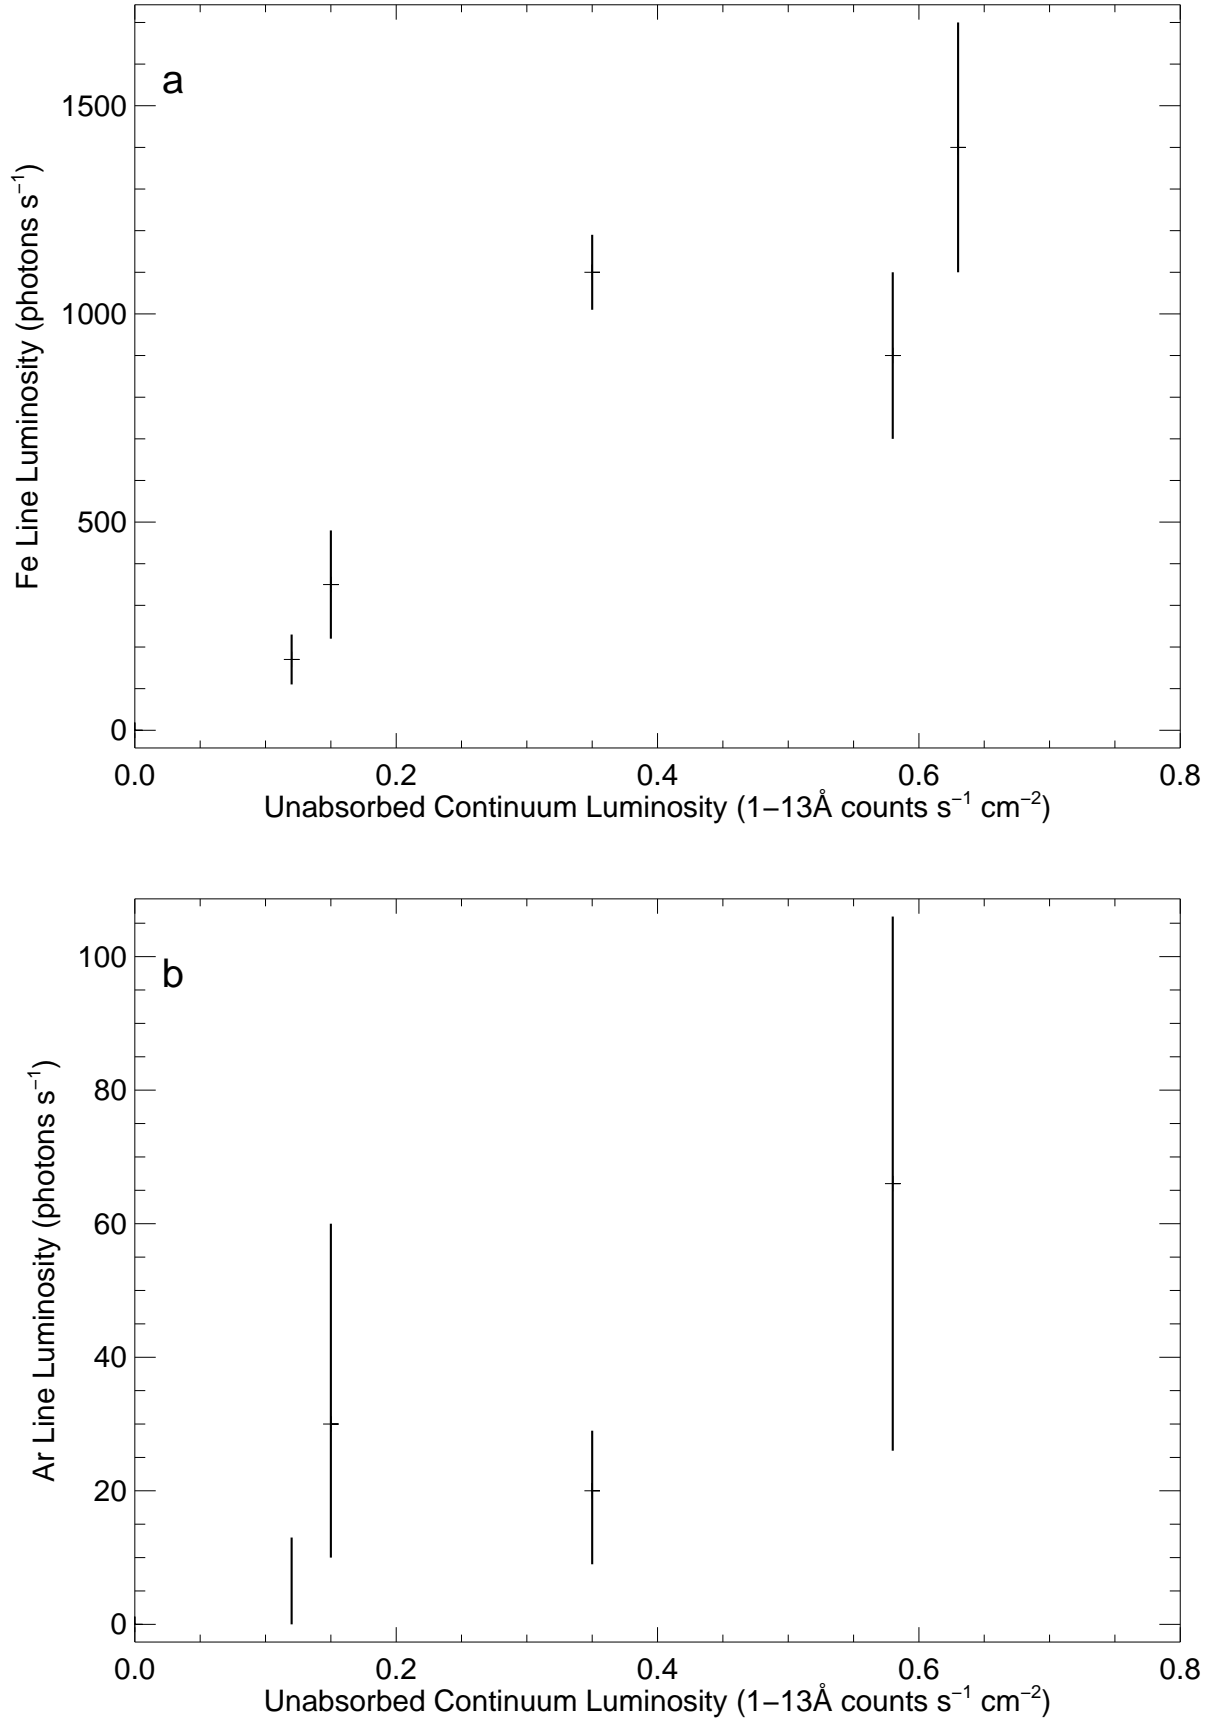 a
1500
1000
500
0
Fe Line Luminosity (photons s⁻¹)
0.0 0.2 0.4 0.6 0.8
Unabsorbed Continuum Luminosity (1−13Å counts s⁻¹ cm⁻²)
b
100
80
60
40
20
0
Ar Line Luminosity (photons s⁻¹)
0.0 0.2 0.4 0.6 0.8
Unabsorbed Continuum Luminosity (1−13Å counts s⁻¹ cm⁻²)